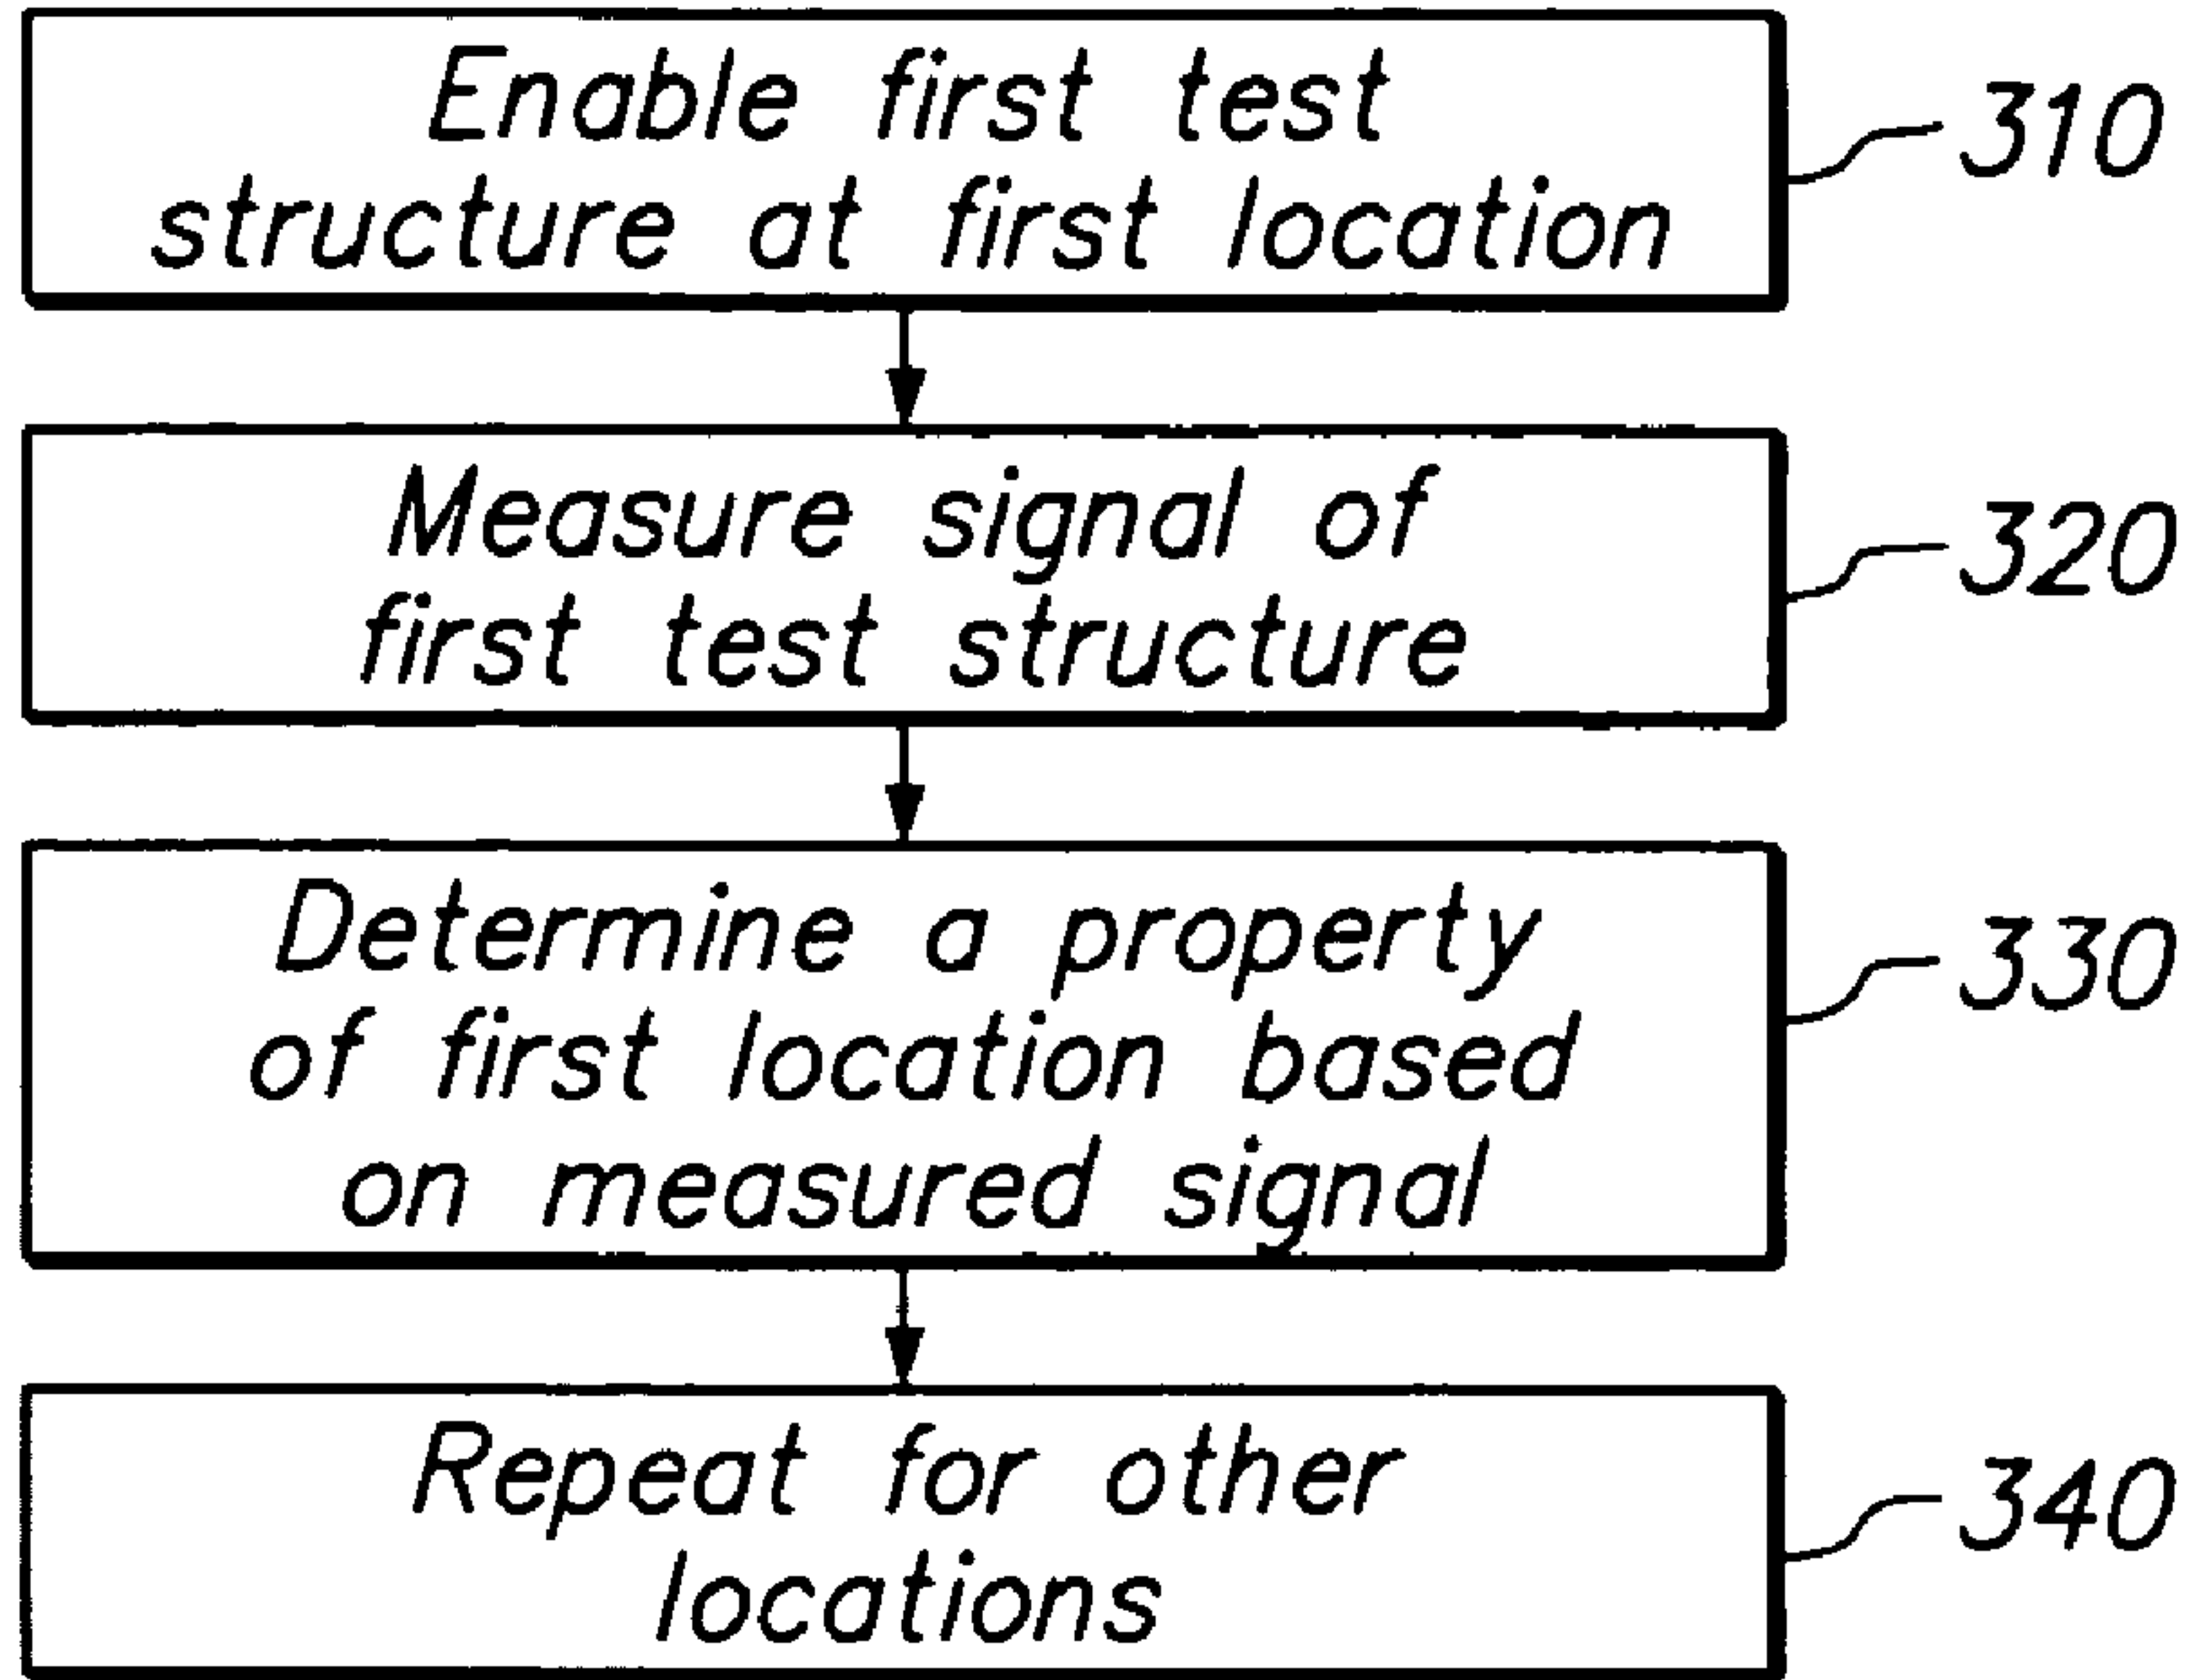 Enable first test
structure at first location
310
Measure signal of
first test structure
320
Determine a property
of first location based
on measured signal
330
Repeat for other
locations
340